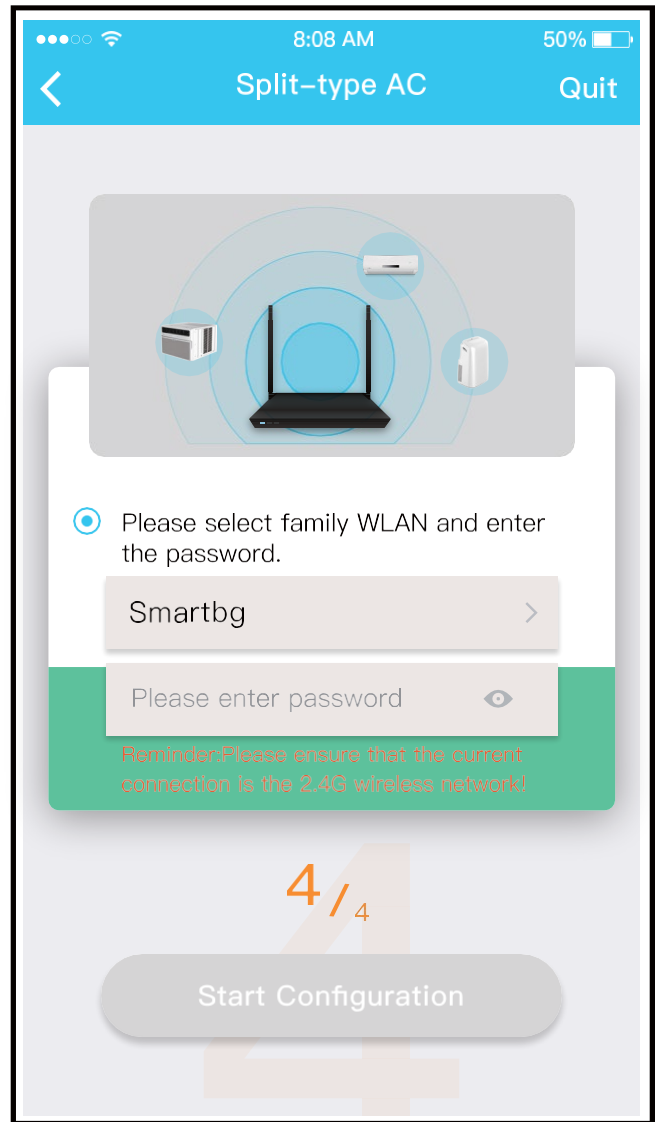 8:08 AM
50%
Split-type AC
Quit
Please select family WLAN and enter
the password.
Smartbg
Please enter password
Reminder:Please ensure that the current
connection is the 2.4G wireless network!
4/4
4
Start Configuration